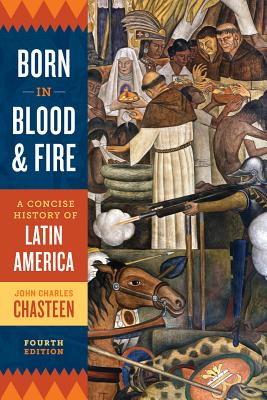 BORN
IN
BLOOD
& FIRE
A CONCISE
HISTORY OF
LATIN
AMERICA
JOHN CHARLES
CHASTEEN
FOURTH
EDITION